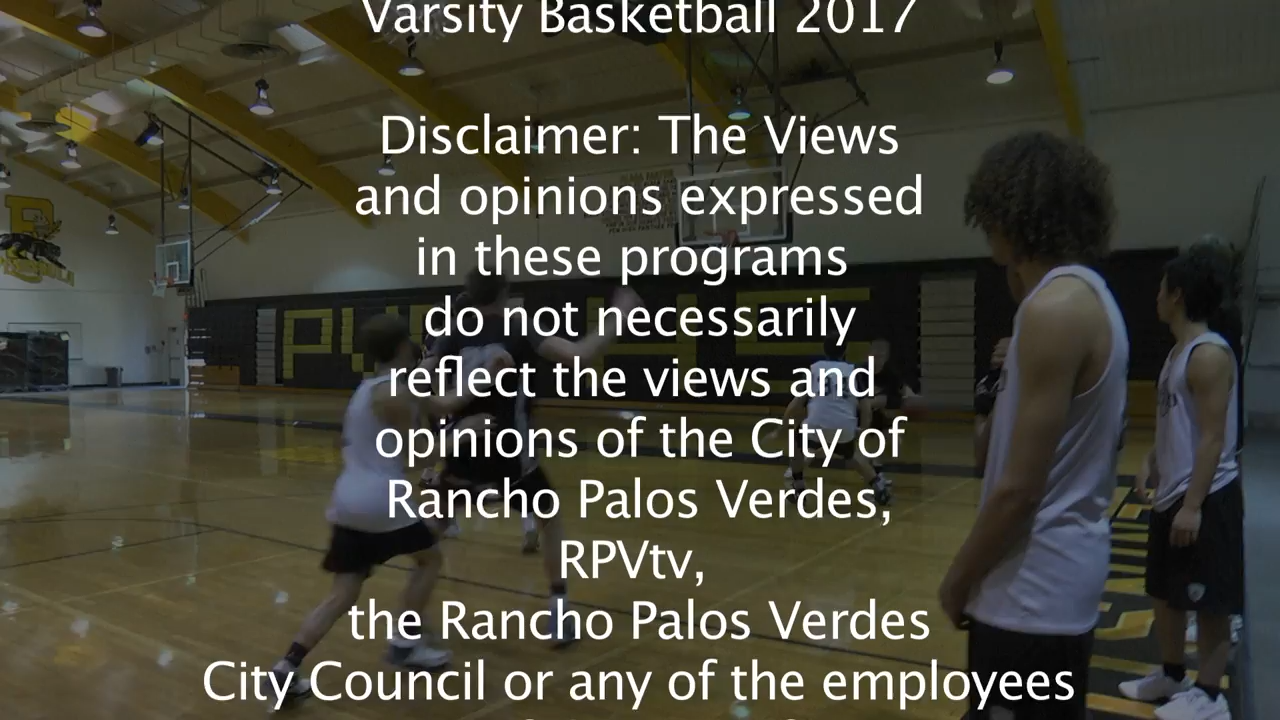 Varsity Basketball 2017
Disclaimer: The Views
and opinions expressed
in these programs
do not necessarily
reflect the views and
opinions of the City of
Rancho Palos Verdes,
RPVtv,
the Rancho Palos Verdes
City Council or any of the employees